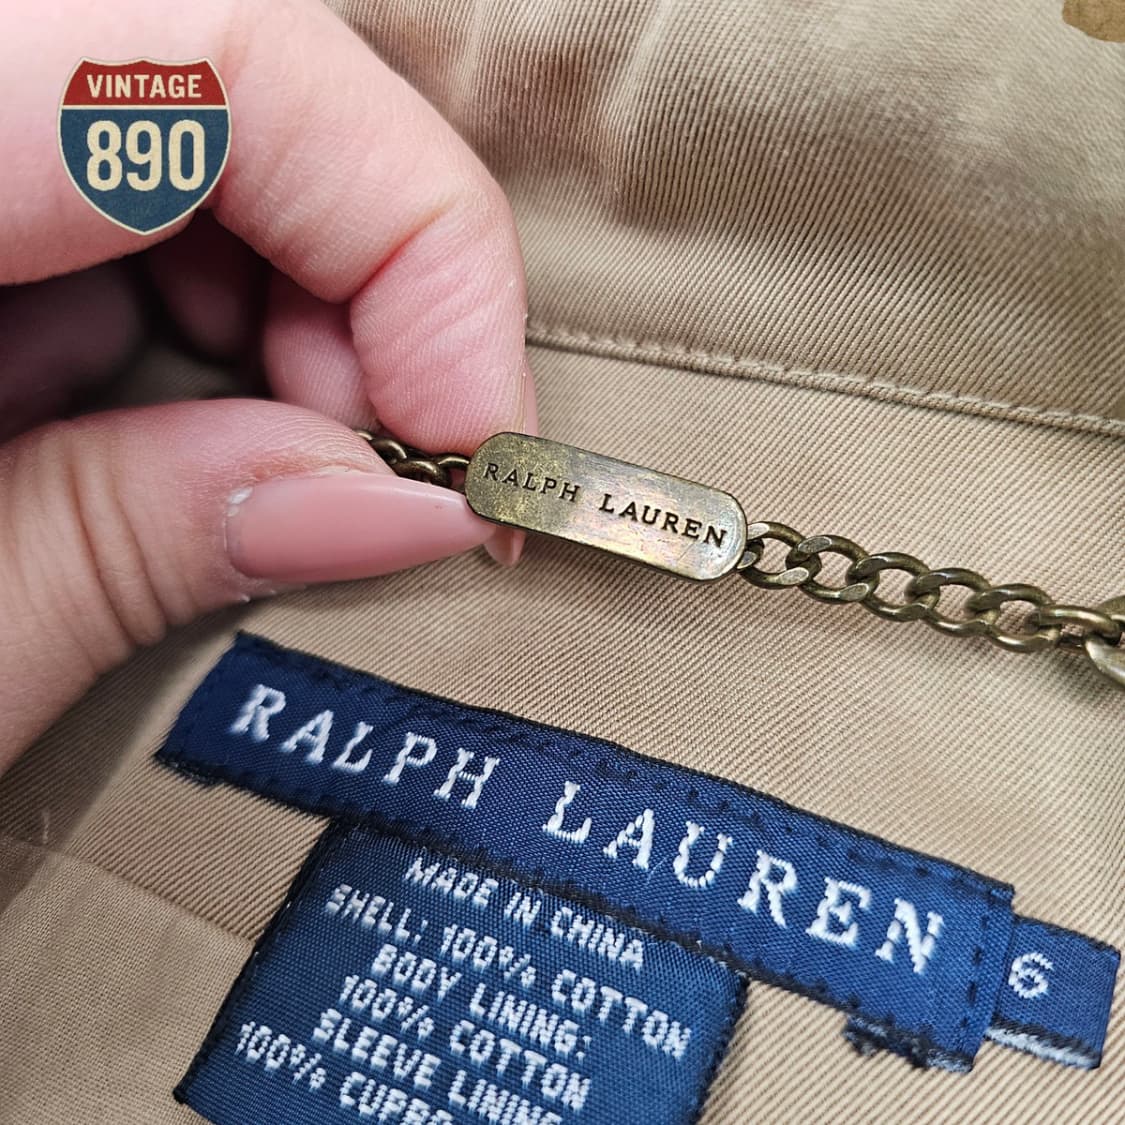 VINTAGE
890
RALPH LAUREN
RALPH LAUREN
6
MADE IN CHINA
SHELL: 100% COTTON
BODY LINING:
100% COTTON
SLEEVE LINING
100%